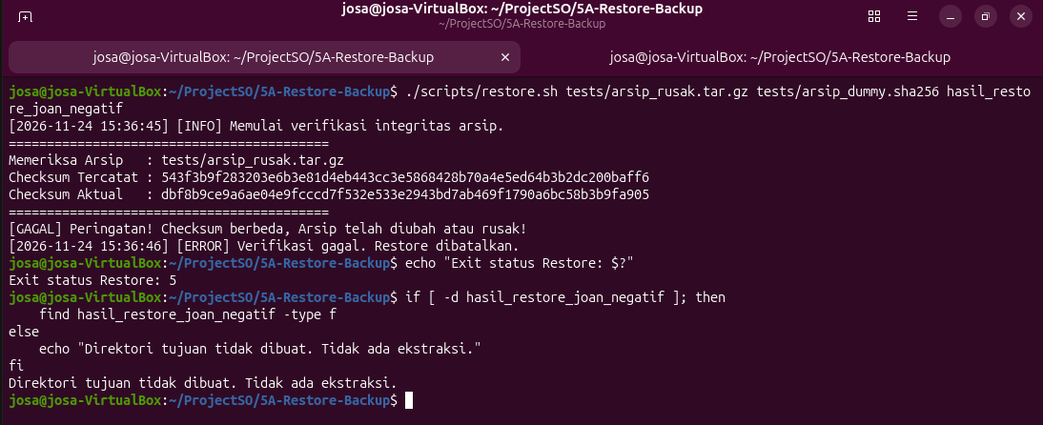 josa@josa-VirtualBox: ~/ProjectSO/5A-Restore-Backup
~/ProjectSO/5A-Restore-Backup
josa@josa-VirtualBox: ~/ProjectSO/5A-Restore-Backup
josa@josa-VirtualBox: ~/ProjectSO/5A-Restore-Backup
josa@josa-VirtualBox:~/ProjectSO/5A-Restore-Backup$ ./scripts/restore.sh tests/arsip_rusak.tar.gz tests/arsip_dummy.sha256 hasil_resto
re_joan_negatif
[2026-11-24 15:36:45] [INFO] Memulai verifikasi integritas arsip.
==========================================
Memeriksa Arsip   : tests/arsip_rusak.tar.gz
Checksum Tercatat : 543f3b9f283203e6b3e81d4eb443cc3e5868428b70a4e5ed64b3b2dc200baff6
Checksum Aktual   : dbf8b9ce9a6ae04e9fcccd7f532e533e2943bd7ab469f1790a6bc58b3b9fa905
==========================================
[GAGAL] Peringatan! Checksum berbeda, Arsip telah diubah atau rusak!
[2026-11-24 15:36:46] [ERROR] Verifikasi gagal. Restore dibatalkan.
josa@josa-VirtualBox:~/ProjectSO/5A-Restore-Backup$ echo "Exit status Restore: $?"
Exit status Restore: 5
josa@josa-VirtualBox:~/ProjectSO/5A-Restore-Backup$ if [ -d hasil_restore_joan_negatif ]; then
    find hasil_restore_joan_negatif -type f
else
    echo "Direktori tujuan tidak dibuat. Tidak ada ekstraksi."
fi
Direktori tujuan tidak dibuat. Tidak ada ekstraksi.
josa@josa-VirtualBox:~/ProjectSO/5A-Restore-Backup$